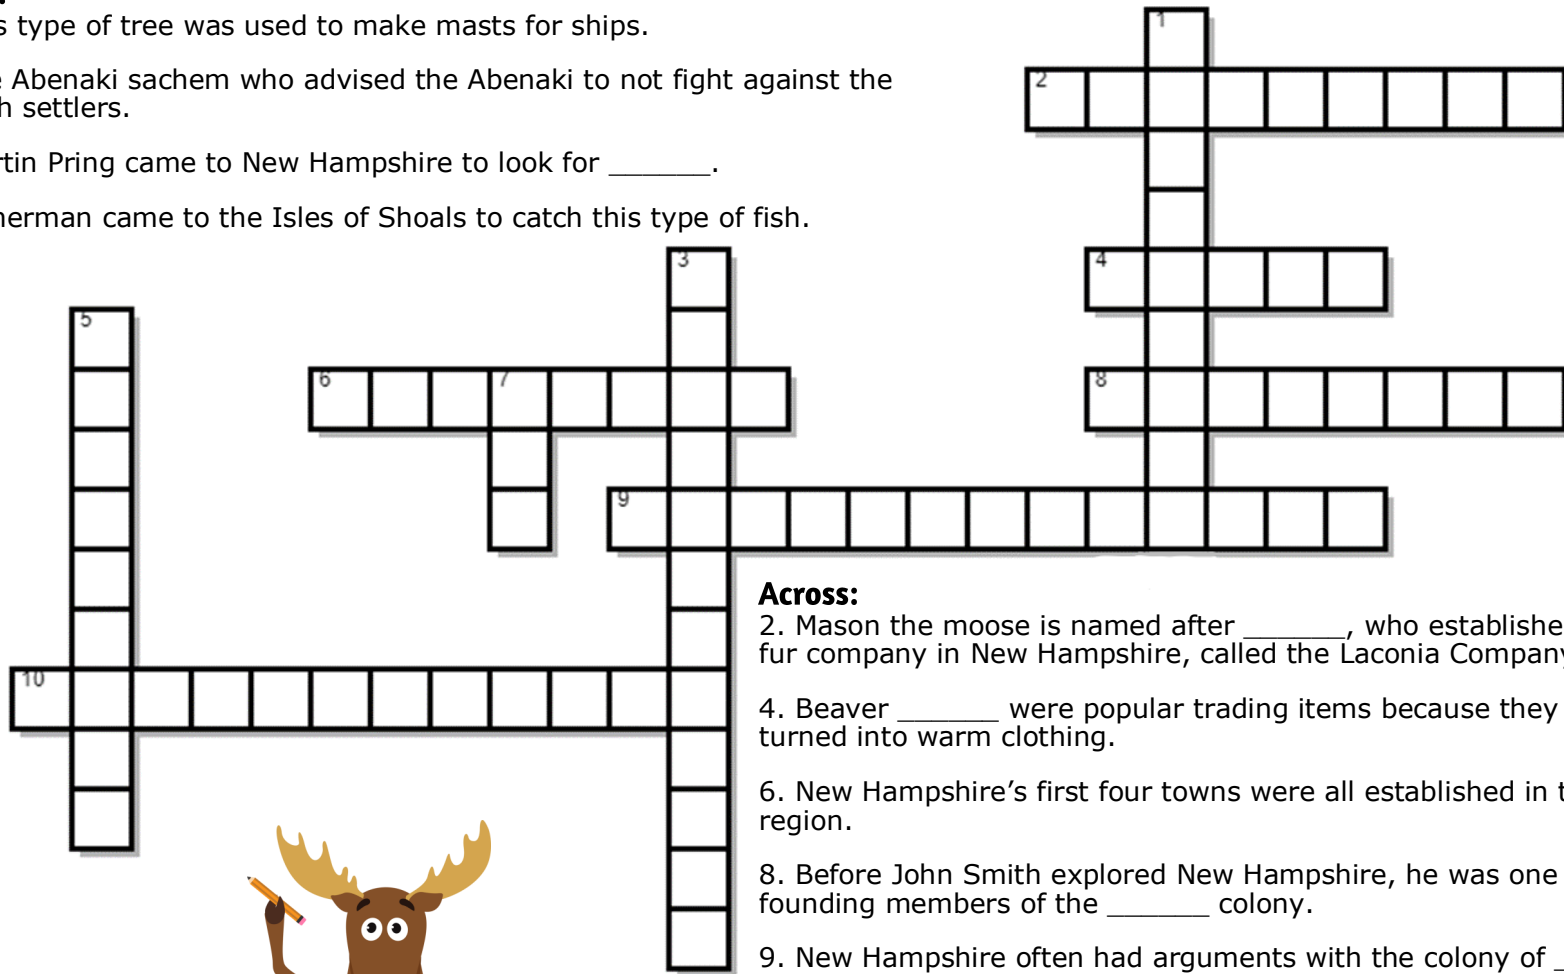 s type of tree was used to make masts for ships.
e Abenaki sachem who advised the Abenaki to not fight against the
h settlers.
rtin Pring came to New Hampshire to look for ______.
herman came to the Isles of Shoals to catch this type of fish.
1
2
3
4
5
6
7
8
9
10
Across:
2. Mason the moose is named after ______, who establishe
fur company in New Hampshire, called the Laconia Company
4. Beaver ______ were popular trading items because they
turned into warm clothing.
6. New Hampshire’s first four towns were all established in t
region.
8. Before John Smith explored New Hampshire, he was one
founding members of the ______ colony.
9. New Hampshire often had arguments with the colony of _